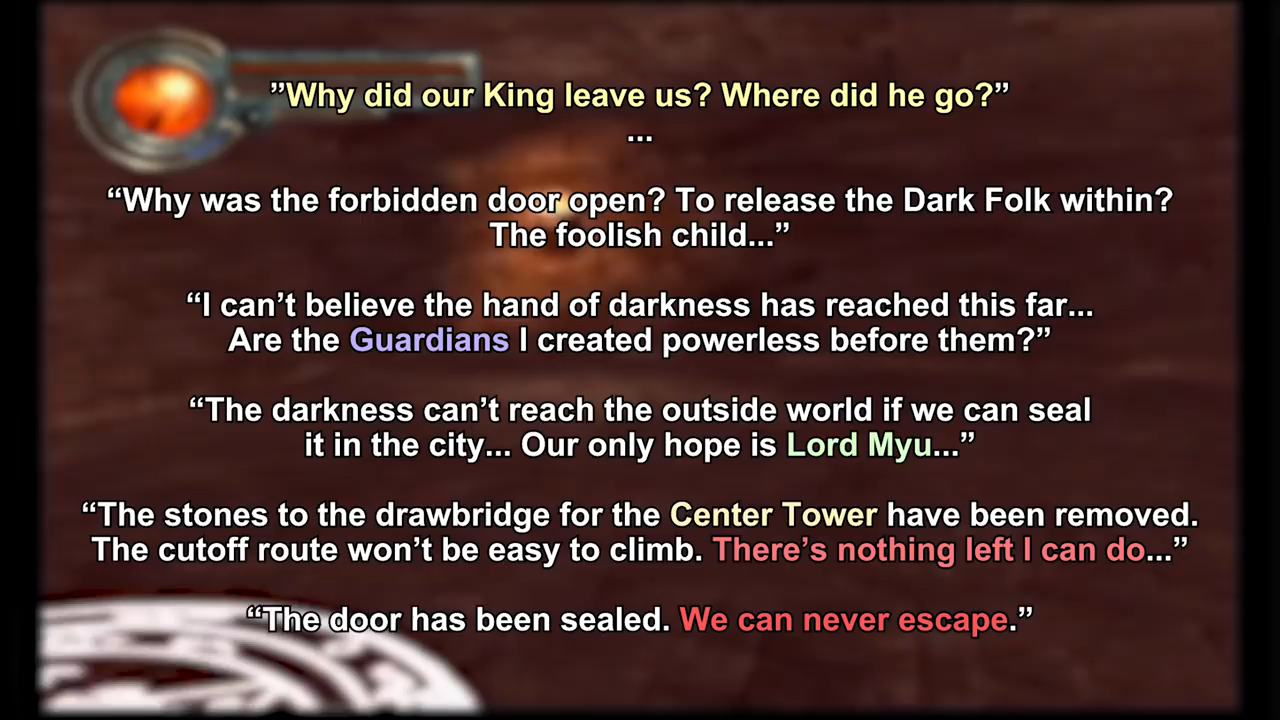 ”Why did our King leave us? Where did he go?”
...
“Why was the forbidden door open? To release the Dark Folk within?
The foolish child...”
“I can’t believe the hand of darkness has reached this far...
Are the Guardians I created powerless before them?”
“The darkness can’t reach the outside world if we can seal
it in the city... Our only hope is Lord Myu...”
“The stones to the drawbridge for the Center Tower have been removed.
The cutoff route won’t be easy to climb. There’s nothing left I can do...”
“The door has been sealed. We can never escape.”